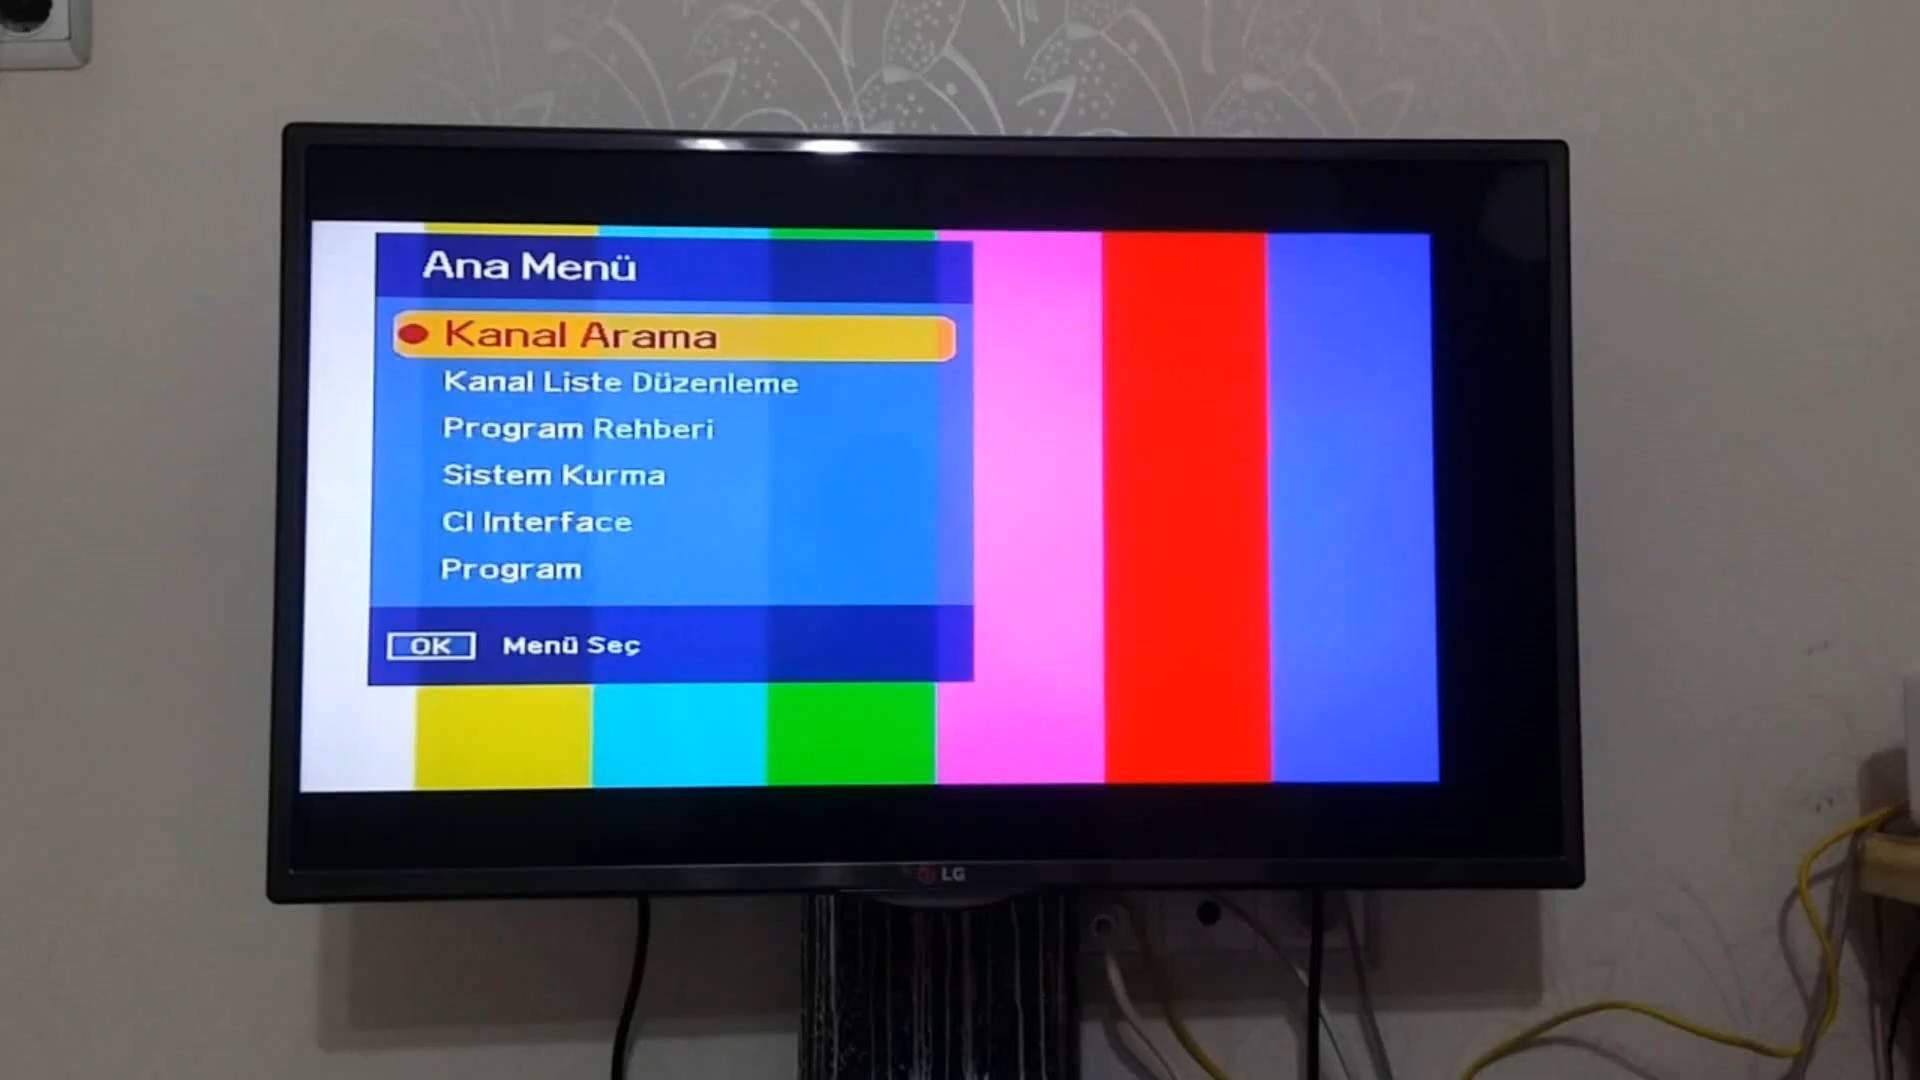 Ana Menü
Kanal Arama
Kanal Liste Düzenleme
Program Rehberi
Sistem Kurma
CI Interface
Program
OK Menü Seç
LG